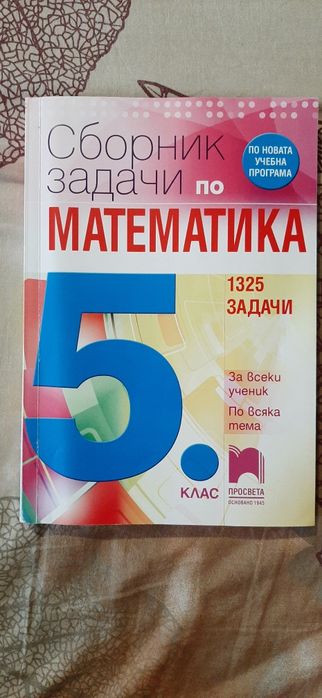 Сборник
задачи по
ПО НОВАТА
УЧЕБНА
ПРОГРАМА
МАТЕМАТИКА
5.
КЛАС
1325
ЗАДАЧИ
За всеки
ученик
По всяка
тема
ПРОСВЕТА
ОСНОВАНО 1945